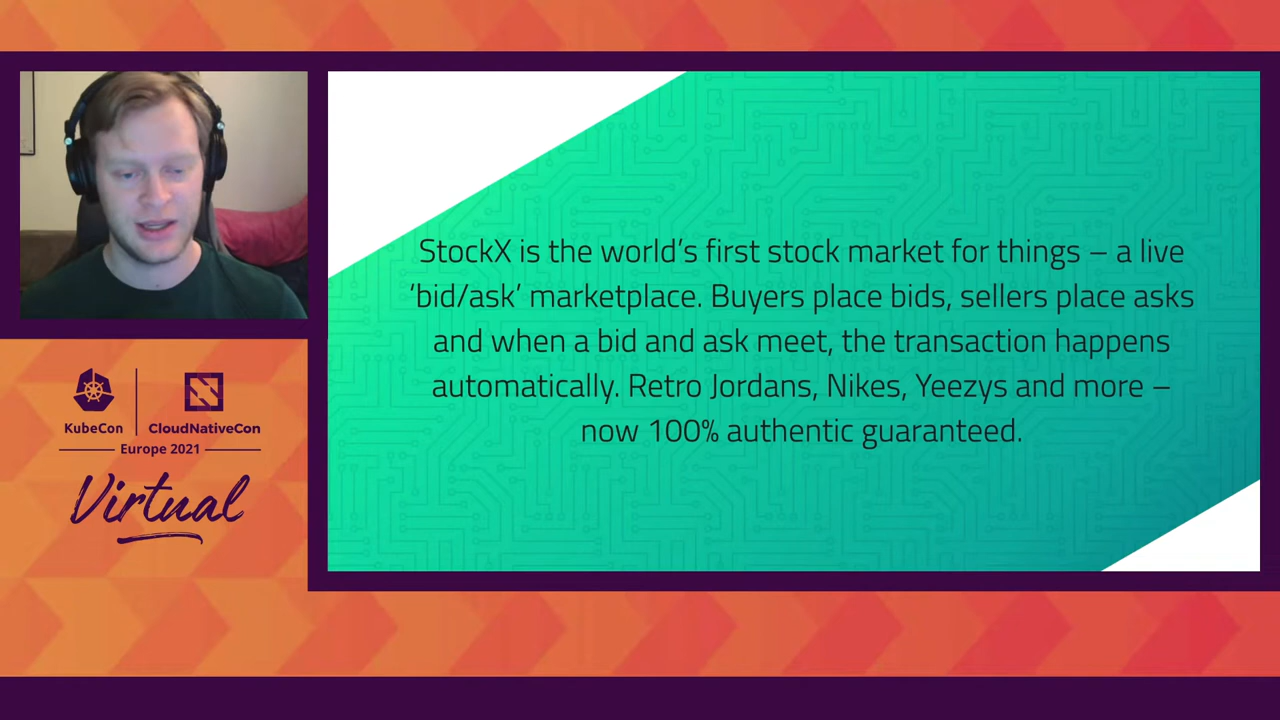 StockX is the world’s first stock market for things – a live
‘bid/ask’ marketplace. Buyers place bids, sellers place asks
and when a bid and ask meet, the transaction happens
automatically. Retro Jordans, Nikes, Yeezys and more –
now 100% authentic guaranteed.
KubeCon
CloudNativeCon
Europe 2021
Virtual